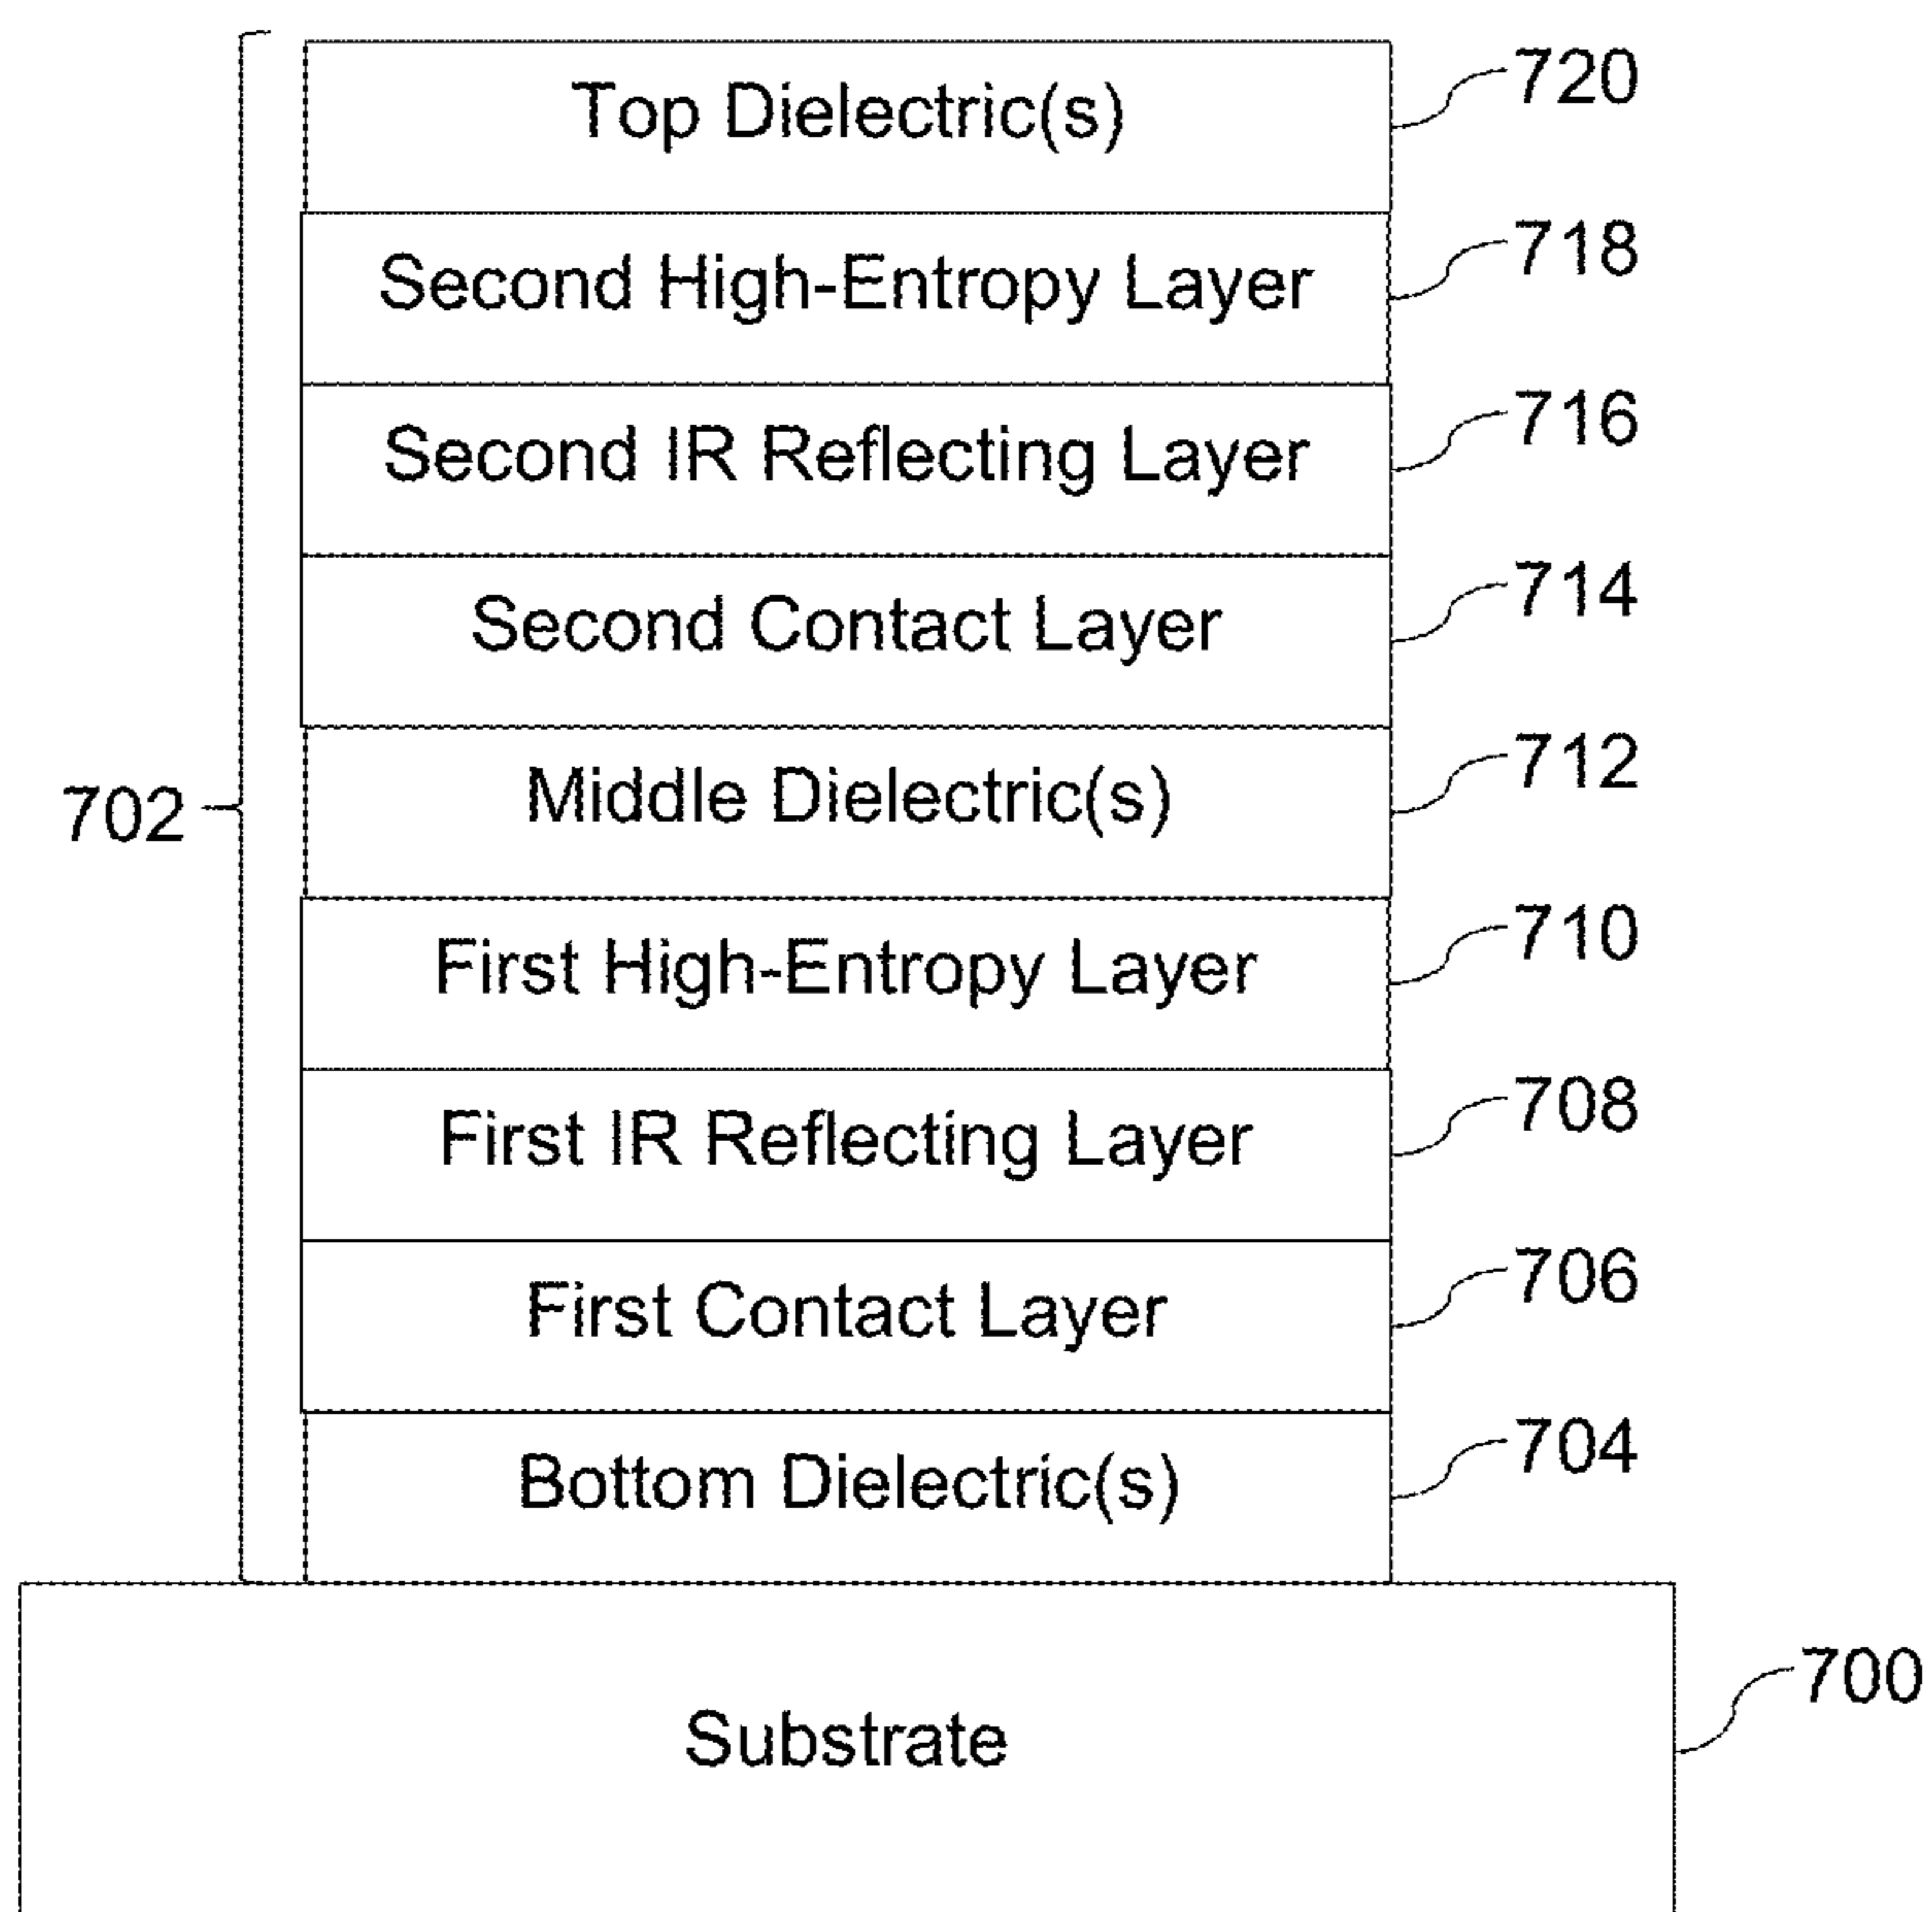 Top Dielectric(s) 720
Second High-Entropy Layer 718
Second IR Reflecting Layer 716
Second Contact Layer 714
702 Middle Dielectric(s) 712
First High-Entropy Layer 710
First IR Reflecting Layer 708
First Contact Layer 706
Bottom Dielectric(s) 704
Substrate 700